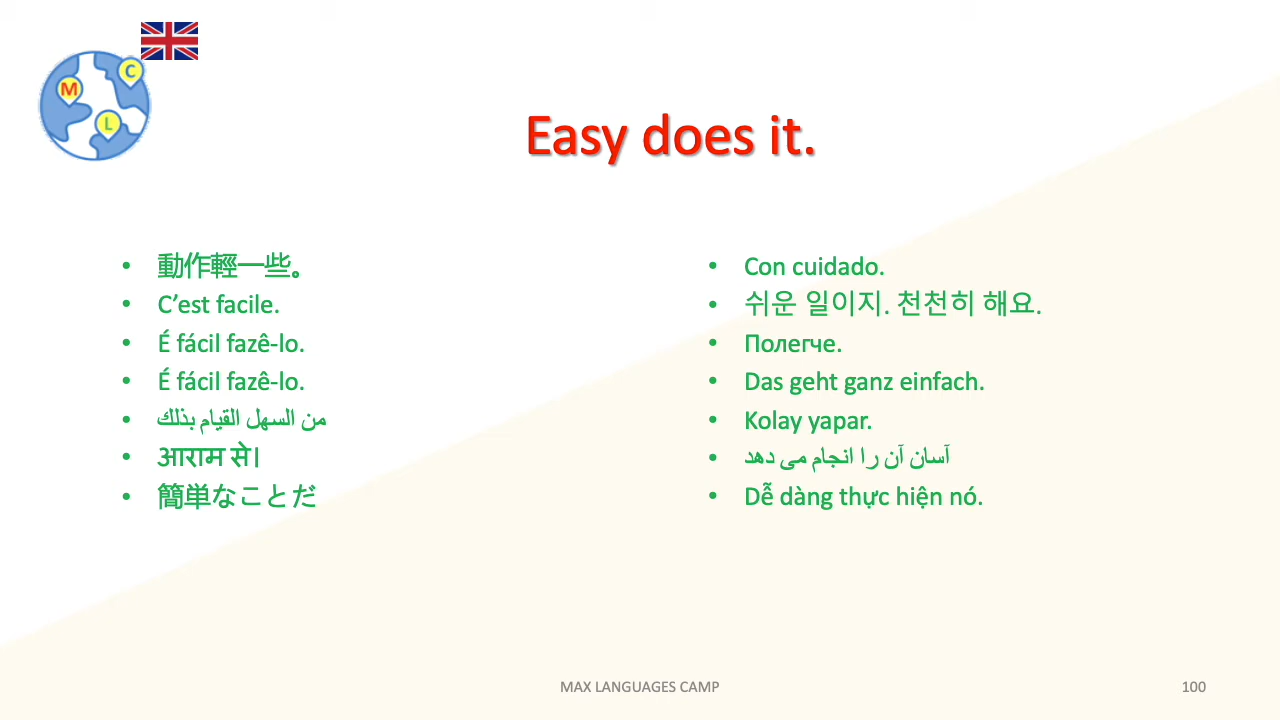 M
C
L
Easy does it.
動作輕一些。
C’est facile.
É fácil fazê-lo.
É fácil fazê-lo.
من السهل القيام بذلك
आराम से।
簡単なことだ
Con cuidado.
쉬운 일이지. 천천히 해요.
Полегче.
Das geht ganz einfach.
Kolay yapar.
آسان آن را انجام می دهد
Dễ dàng thực hiện nó.
MAX LANGUAGES CAMP
100